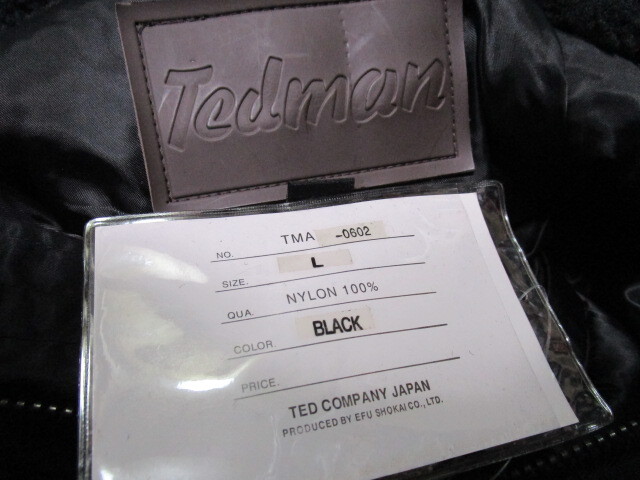 Tedman
NO. TMA -0602
SIZE. L
QUA. NYLON 100%
COLOR. BLACK
PRICE.
TED COMPANY JAPAN
PRODUCED BY EFU SHOKAI CO., LTD.